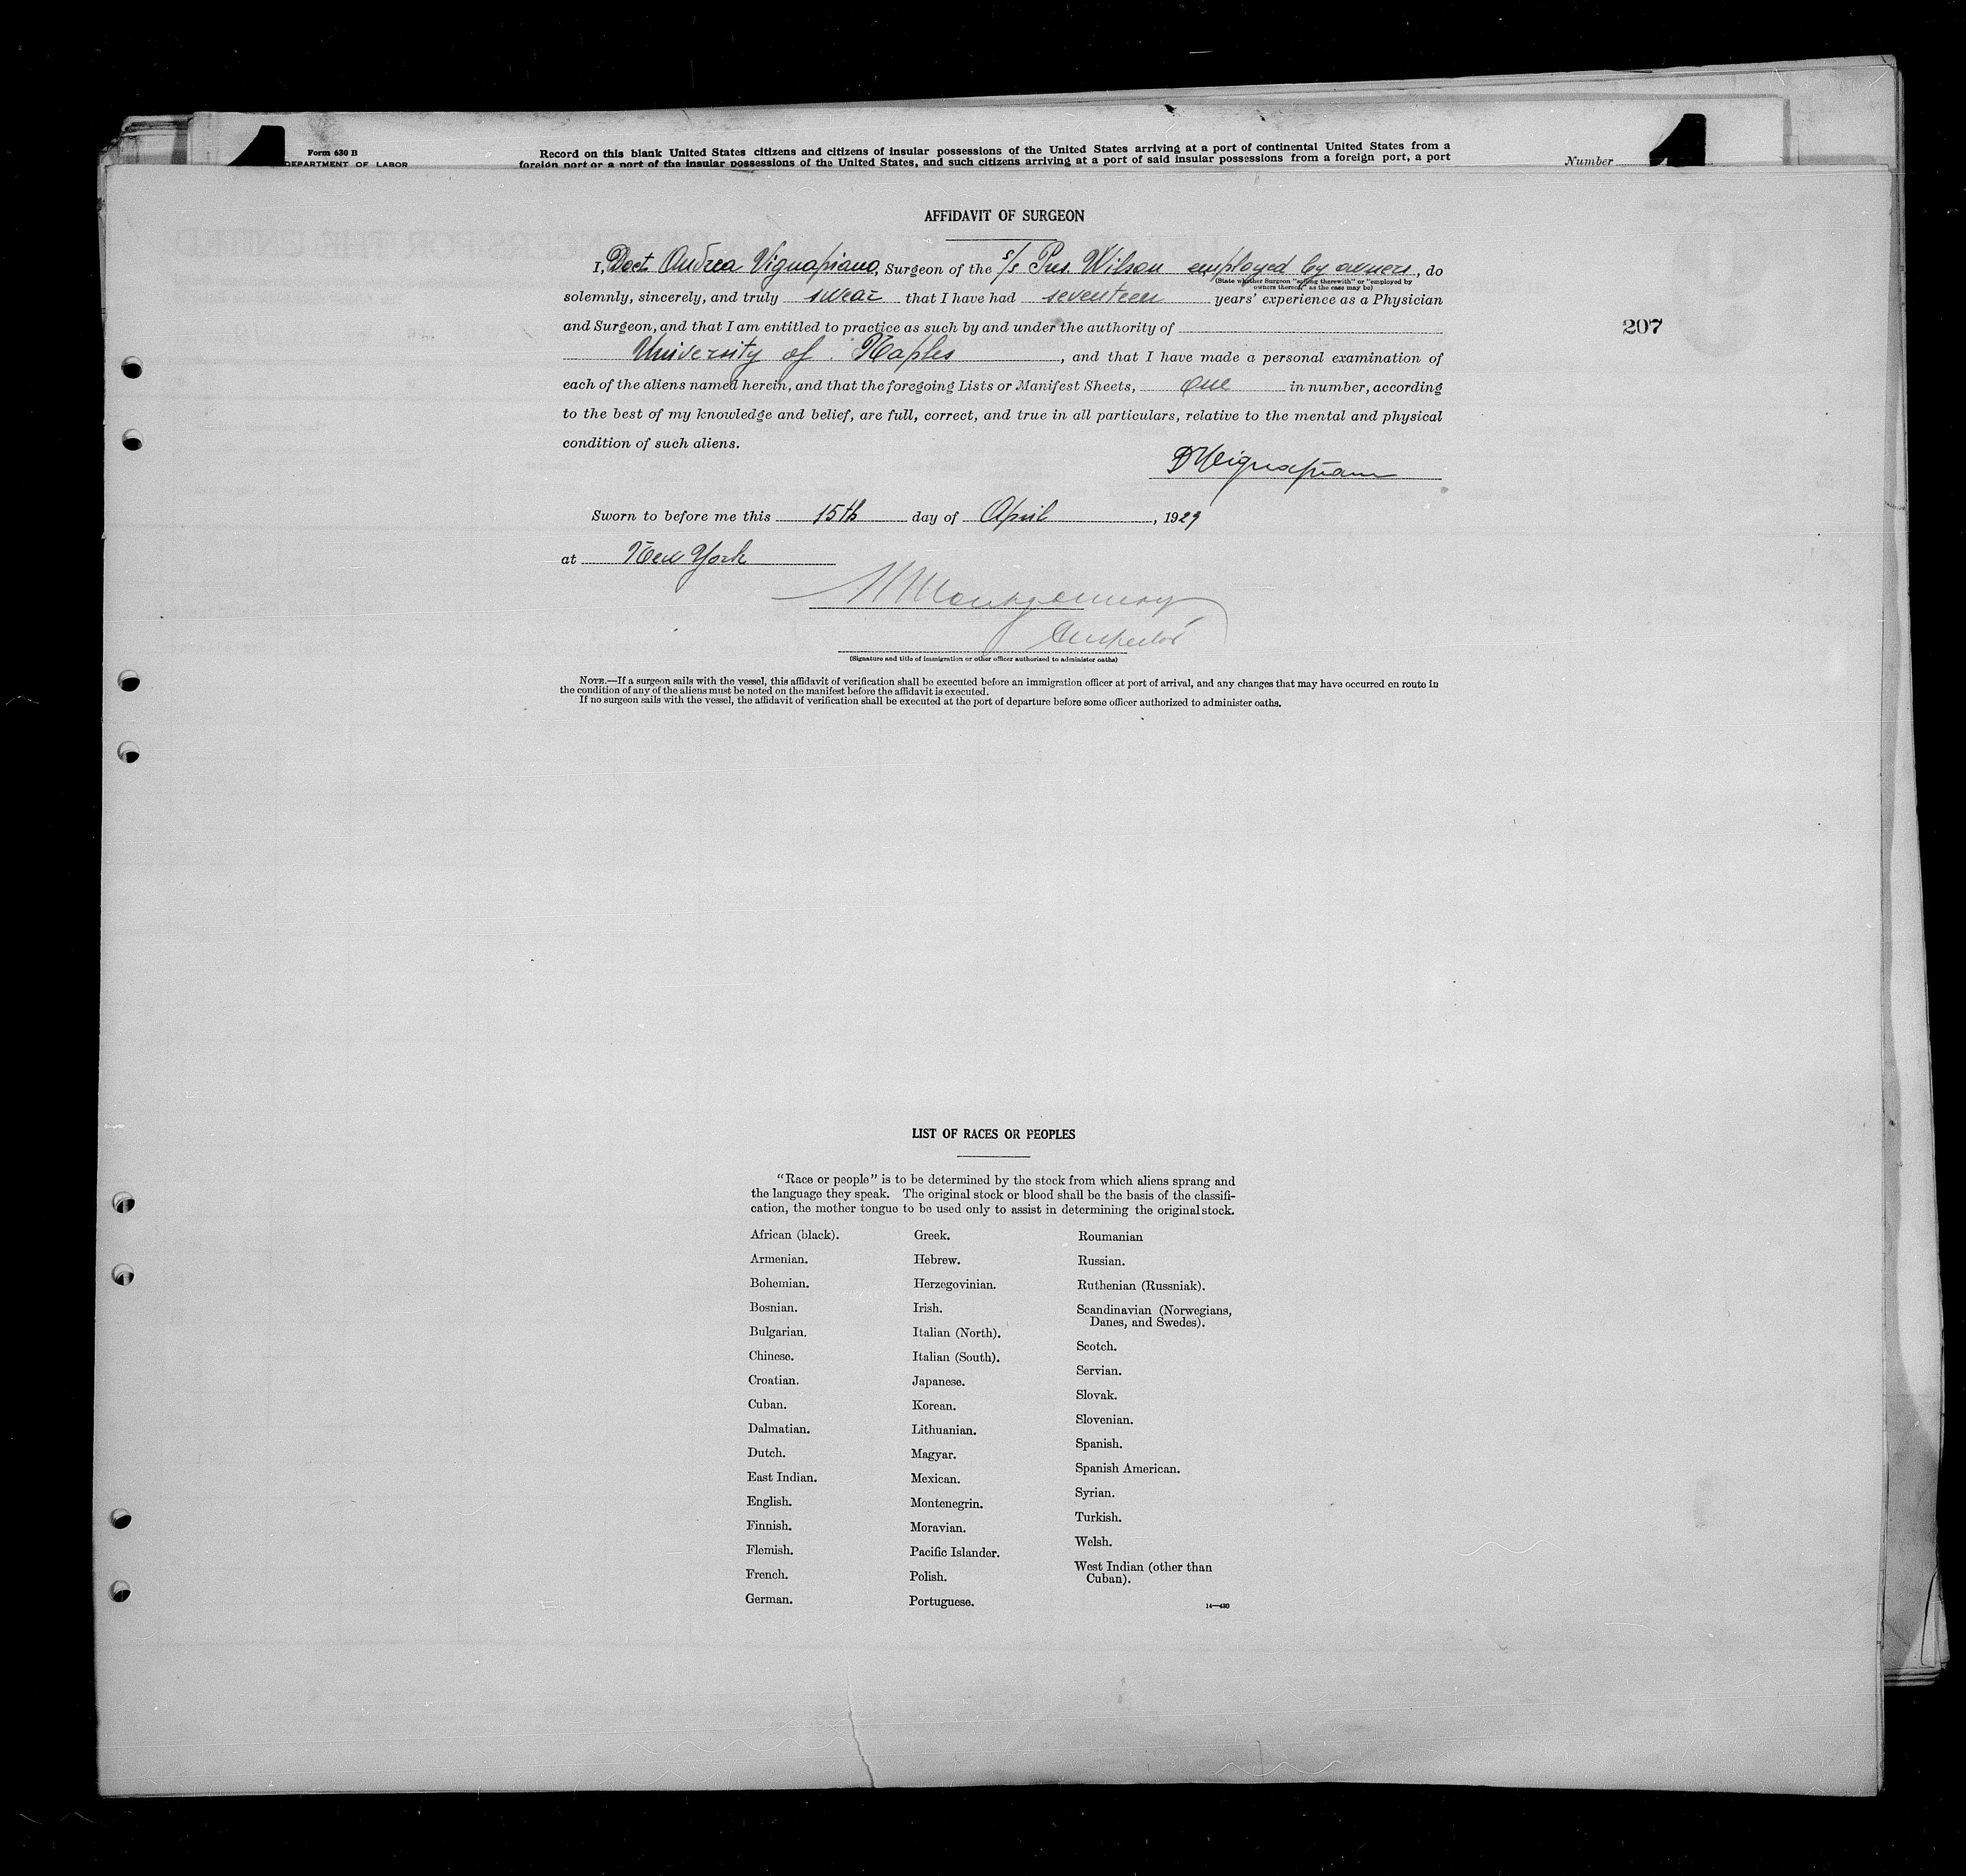 Form 630 B
DEPARTMENT OF LABOR
Record on this blank United States citizens and citizens of insular possessions of the United States arriving at a port of continental United States from a
foreign port or a port of the insular possessions of the United States, and such citizens arriving at a port of said insular possessions from a foreign port, a port
Number
AFFIDAVIT OF SURGEON
I, Doct. Andrea Vignapiano, Surgeon of the s/s Pres. Wilson employed by owners, do
(State whether Surgeon "sailing therewith" or "employed by
owners thereof," as the case may be)
solemnly, sincerely, and truly swear that I have had seventeen years' experience as a Physician
and Surgeon, and that I am entitled to practice as such by and under the authority of
207
University of Naples, and that I have made a personal examination of
each of the aliens named herein, and that the foregoing Lists or Manifest Sheets, one in number, according
to the best of my knowledge and belief, are full, correct, and true in all particulars, relative to the mental and physical
condition of such aliens.
Vignapiano
Sworn to before me this 15th day of April, 1929
at New York
Montgomery
Inspector
(Signature and title of immigration or other officer authorized to administer oaths)
NOTE.—If a surgeon sails with the vessel, this affidavit of verification shall be executed before an immigration officer at port of arrival, and any changes that may have occurred en route in
the condition of any of the aliens must be noted on the manifest before the affidavit is executed.
If no surgeon sails with the vessel, the affidavit of verification shall be executed at the port of departure before some officer authorized to administer oaths.
LIST OF RACES OR PEOPLES
"Race or people" is to be determined by the stock from which aliens sprang and
the language they speak. The original stock or blood shall be the basis of the classifi-
cation, the mother tongue to be used only to assist in determining the original stock.
African (black).
Armenian.
Bohemian.
Bosnian.
Bulgarian.
Chinese.
Croatian.
Cuban.
Dalmatian.
Dutch.
East Indian.
English.
Finnish.
Flemish.
French.
German.
Greek.
Hebrew.
Herzegovinian.
Irish.
Italian (North).
Italian (South).
Japanese.
Korean.
Lithuanian.
Magyar.
Mexican.
Montenegrin.
Moravian.
Pacific Islander.
Polish.
Portuguese.
Roumanian
Russian.
Ruthenian (Russniak).
Scandinavian (Norwegians,
Danes, and Swedes).
Scotch.
Servian.
Slovak.
Slovenian.
Spanish.
Spanish American.
Syrian.
Turkish.
Welsh.
West Indian (other than
Cuban).
14—430